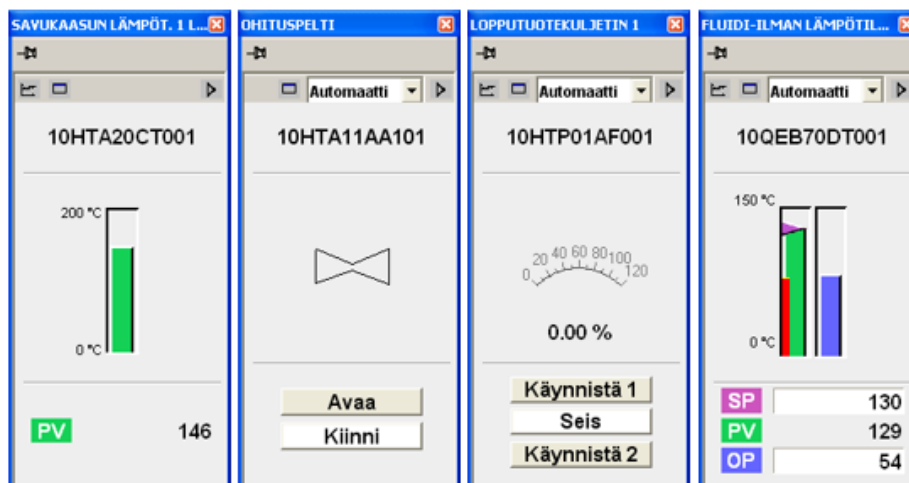 SAVUKAASUN LÄMPÖT. 1 L...
10HTA20CT001
200 °C
0 °C
PV 146
OHITUSPELTI
Automaatti
10HTA11AA101
Avaa
Kiinni
LOPPUTUOTEKULJETIN 1
Automaatti
10HTP01AF001
0 20 40 60 80 100 120
0.00 %
Käynnistä 1
Seis
Käynnistä 2
FLUIDI-ILMAN LÄMPÖTIL...
Automaatti
10QEB70DT001
150 °C
0 °C
SP 130
PV 129
OP 54